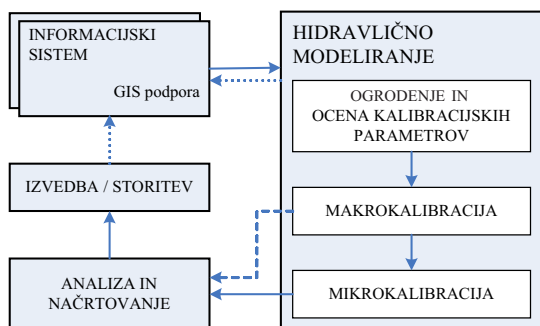 INFORMACIJSKI
SISTEM
GIS podpora
IZVEDBA / STORITEV
ANALIZA IN
NAČRTOVANJE
HIDRAVLIČNO
MODELIRANJE
OGRODENJE IN
OCENA KALIBRACIJSKIH
PARAMETROV
MAKROKALIBRACIJA
MIKROKALIBRACIJA